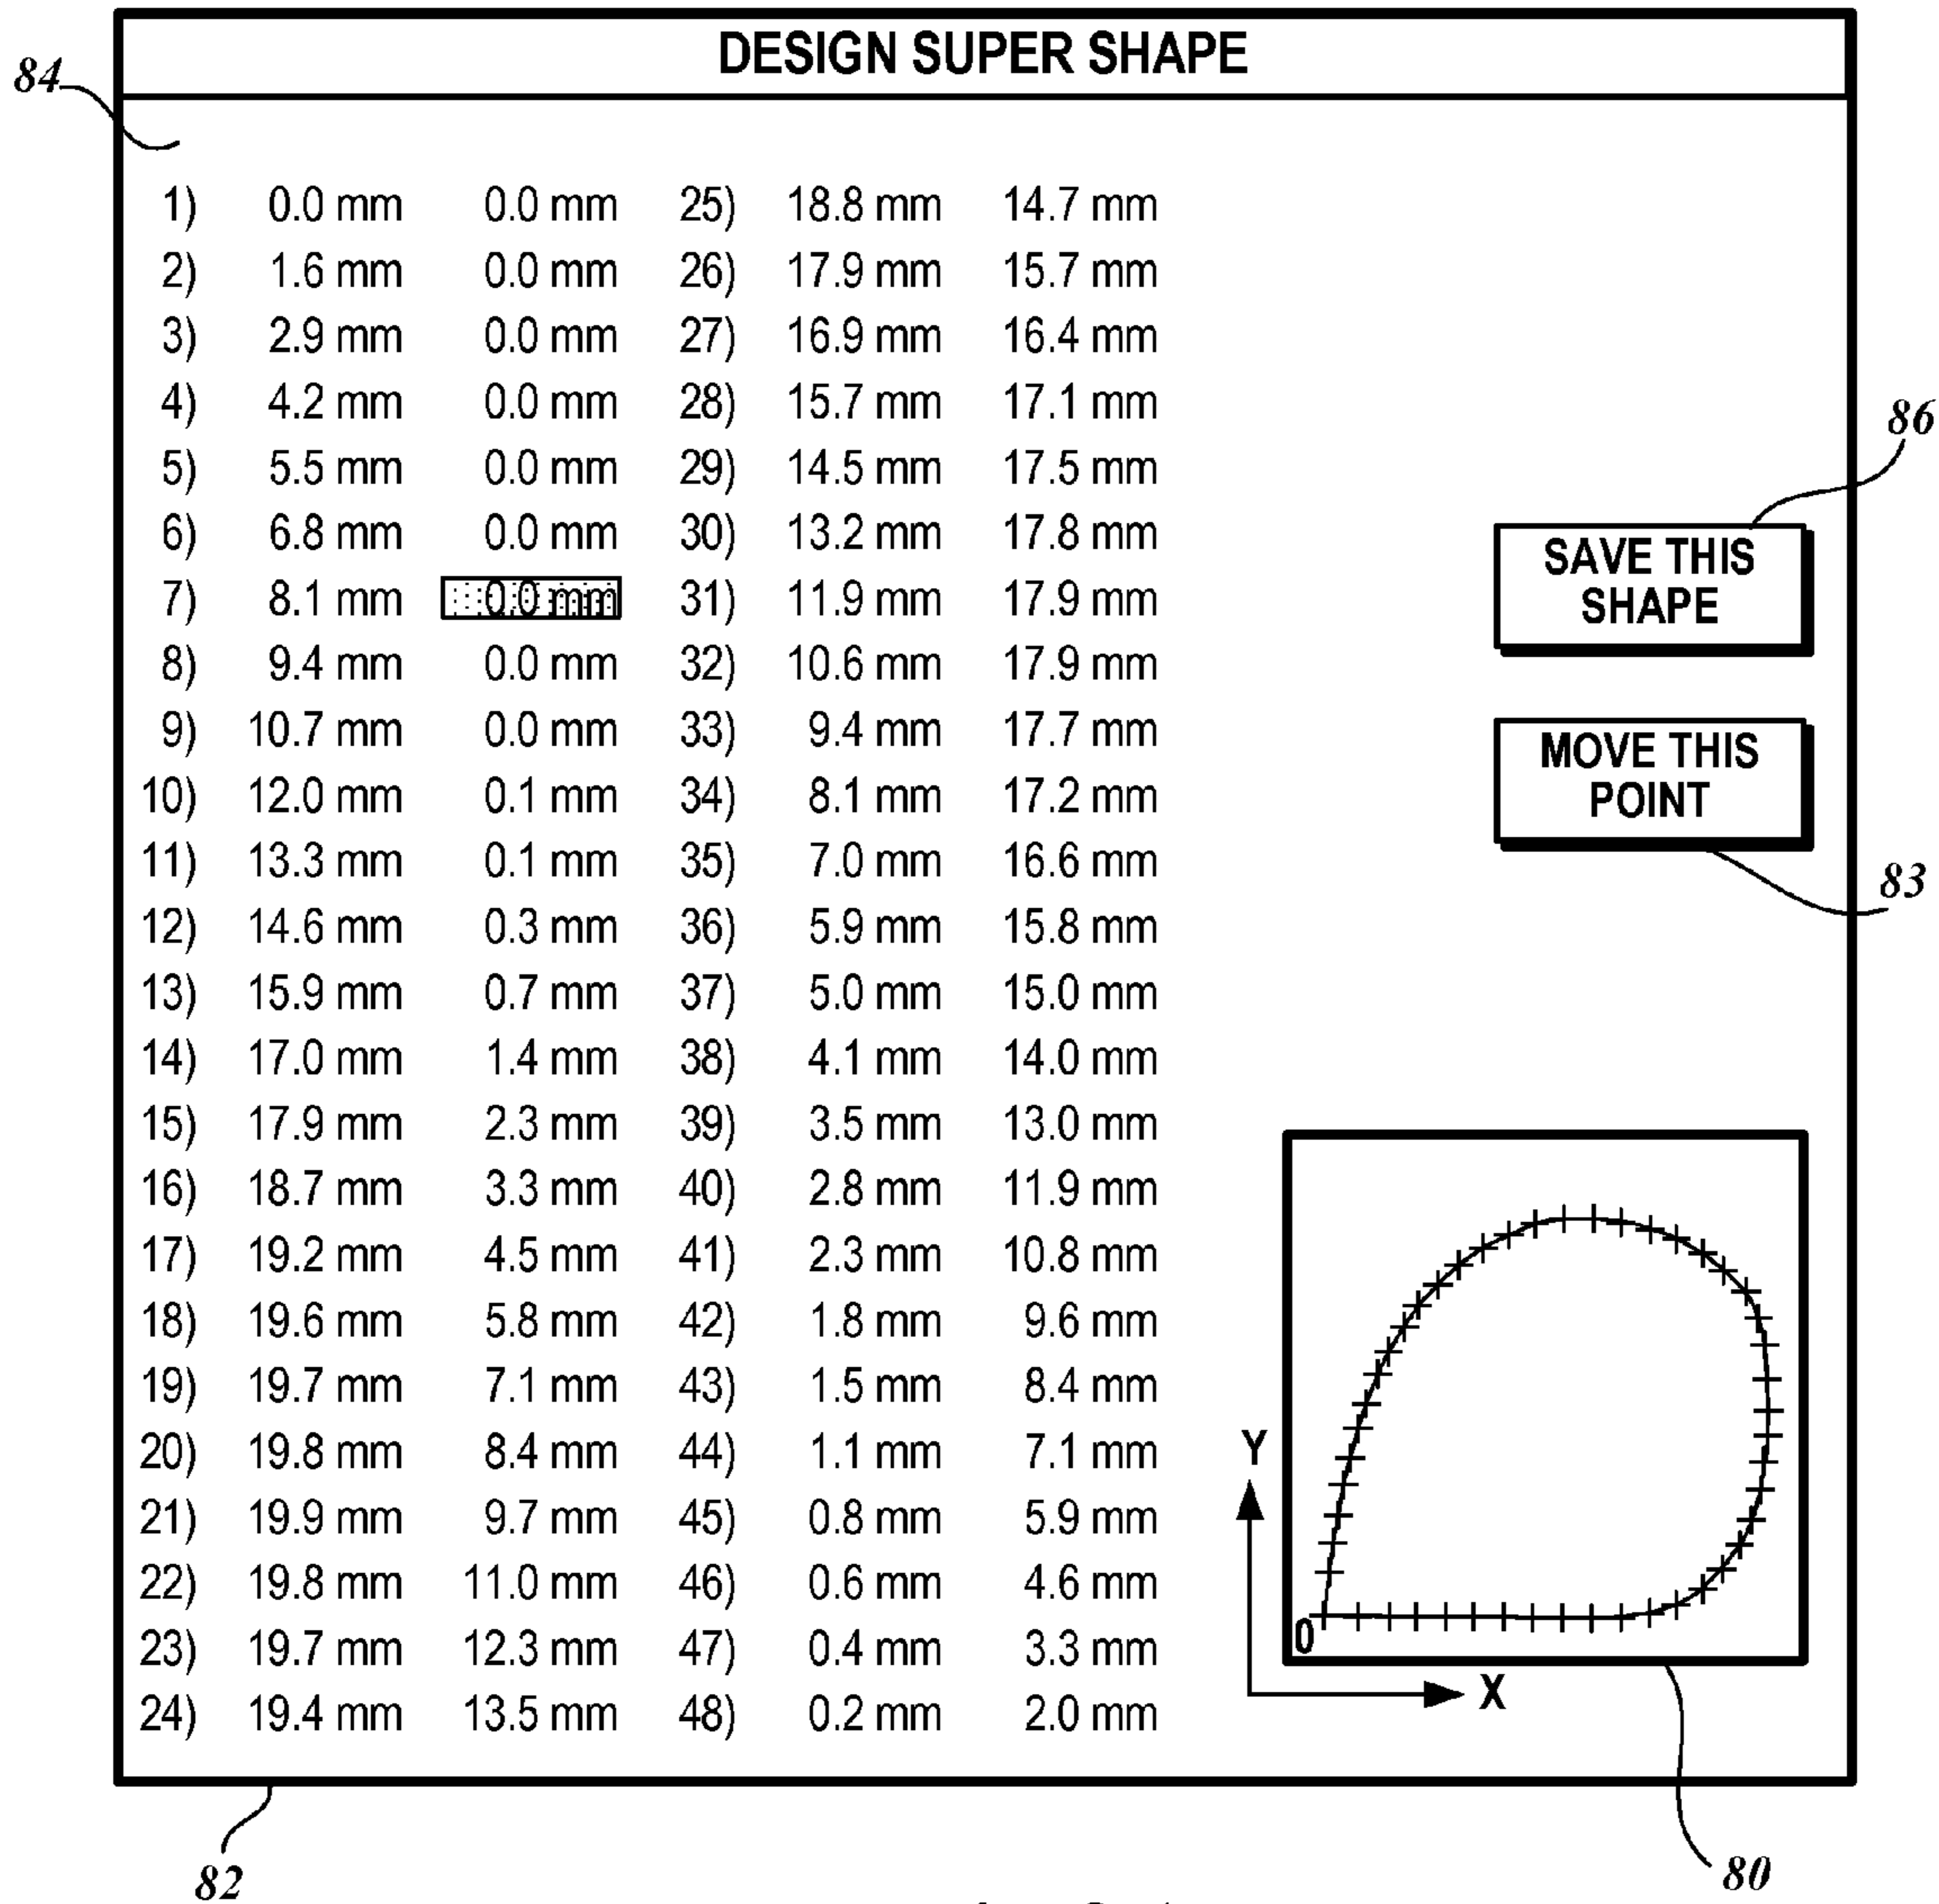 DESIGN SUPER SHAPE
84
1) 0.0 mm 0.0 mm 25) 18.8 mm 14.7 mm
2) 1.6 mm 0.0 mm 26) 17.9 mm 15.7 mm
3) 2.9 mm 0.0 mm 27) 16.9 mm 16.4 mm
4) 4.2 mm 0.0 mm 28) 15.7 mm 17.1 mm
5) 5.5 mm 0.0 mm 29) 14.5 mm 17.5 mm
6) 6.8 mm 0.0 mm 30) 13.2 mm 17.8 mm
7) 8.1 mm 0.0 mm 31) 11.9 mm 17.9 mm
8) 9.4 mm 0.0 mm 32) 10.6 mm 17.9 mm
9) 10.7 mm 0.0 mm 33) 9.4 mm 17.7 mm
10) 12.0 mm 0.1 mm 34) 8.1 mm 17.2 mm
11) 13.3 mm 0.1 mm 35) 7.0 mm 16.6 mm
12) 14.6 mm 0.3 mm 36) 5.9 mm 15.8 mm
13) 15.9 mm 0.7 mm 37) 5.0 mm 15.0 mm
14) 17.0 mm 1.4 mm 38) 4.1 mm 14.0 mm
15) 17.9 mm 2.3 mm 39) 3.5 mm 13.0 mm
16) 18.7 mm 3.3 mm 40) 2.8 mm 11.9 mm
17) 19.2 mm 4.5 mm 41) 2.3 mm 10.8 mm
18) 19.6 mm 5.8 mm 42) 1.8 mm 9.6 mm
19) 19.7 mm 7.1 mm 43) 1.5 mm 8.4 mm
20) 19.8 mm 8.4 mm 44) 1.1 mm 7.1 mm
21) 19.9 mm 9.7 mm 45) 0.8 mm 5.9 mm
22) 19.8 mm 11.0 mm 46) 0.6 mm 4.6 mm
23) 19.7 mm 12.3 mm 47) 0.4 mm 3.3 mm
24) 19.4 mm 13.5 mm 48) 0.2 mm 2.0 mm
86
SAVE THIS
SHAPE
MOVE THIS
POINT
83
Y
0
X
82
80